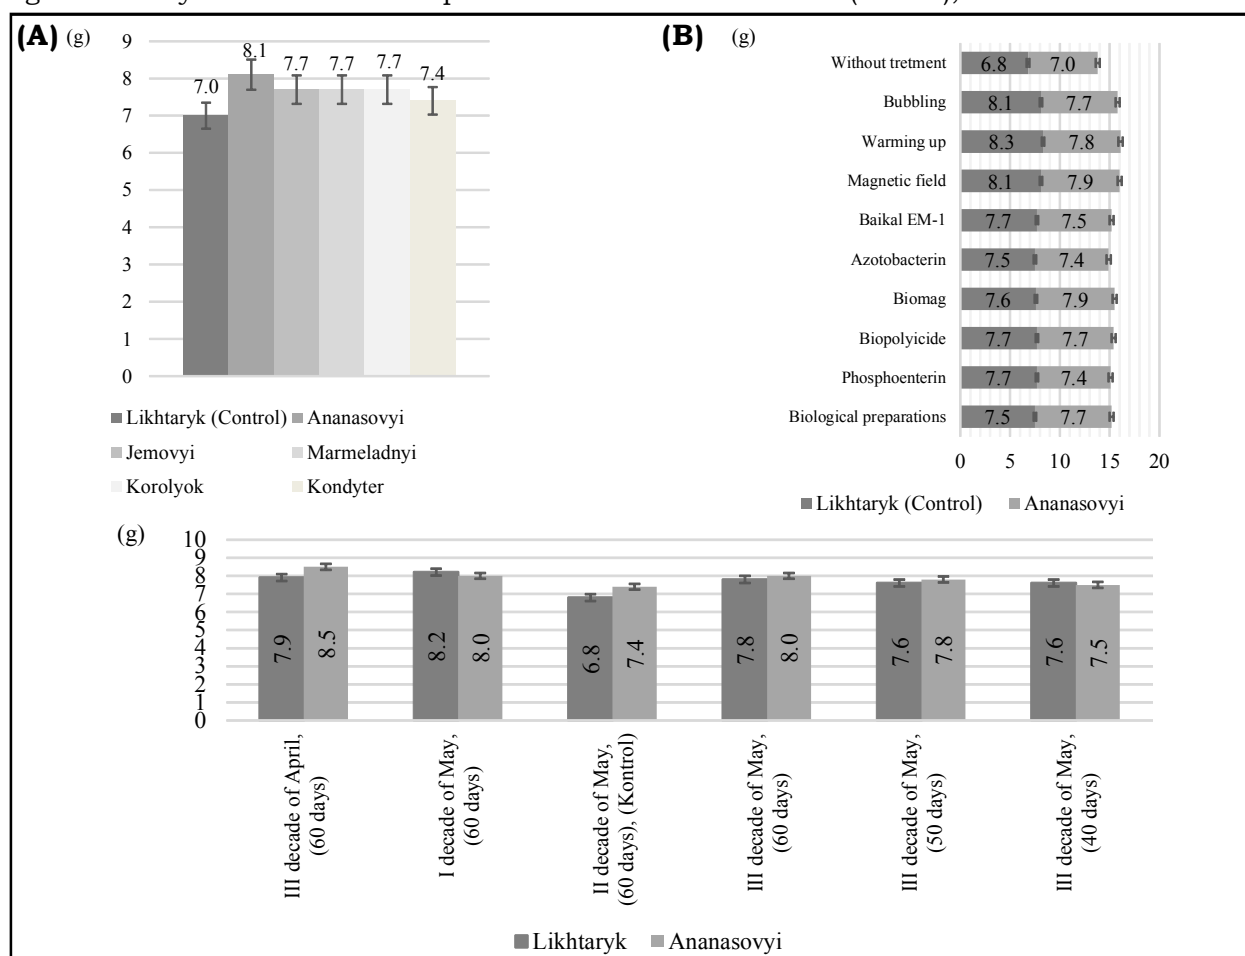 (A) (g)
9
8
7
6
5
4
3
2
1
0
7.0
8.1
7.7
7.7
7.7
7.4
Likhtaryk (Control) Ananasovyi
Jemovyi Marmeladnyi
Korolyok Kondyter
(B) (g)
Without tretment 6.8 7.0
Bubbling 8.1 7.7
Warming up 8.3 7.8
Magnetic field 8.1 7.9
Baikal EM-1 7.7 7.5
Azotobacterin 7.5 7.4
Biomag 7.6 7.9
Biopolyicide 7.7 7.7
Phosphoenterin 7.7 7.4
Biological preparations 7.5 7.7
0 5 10 15 20
Likhtaryk (Control) Ananasovyi
(g)
10
9
8
7
6
5
4
3
2
1
0
7.9 8.5
8.2 8.0
6.8 7.4
7.8 8.0
7.6 7.8
7.6 7.5
III decade of April,
(60 days)
I decade of May,
(60 days)
II decade of May,
(60 days), (Kontrol)
III decade of May,
(60 days)
III decade of May,
(50 days)
III decade of May,
(40 days)
Likhtaryk Ananasovyi